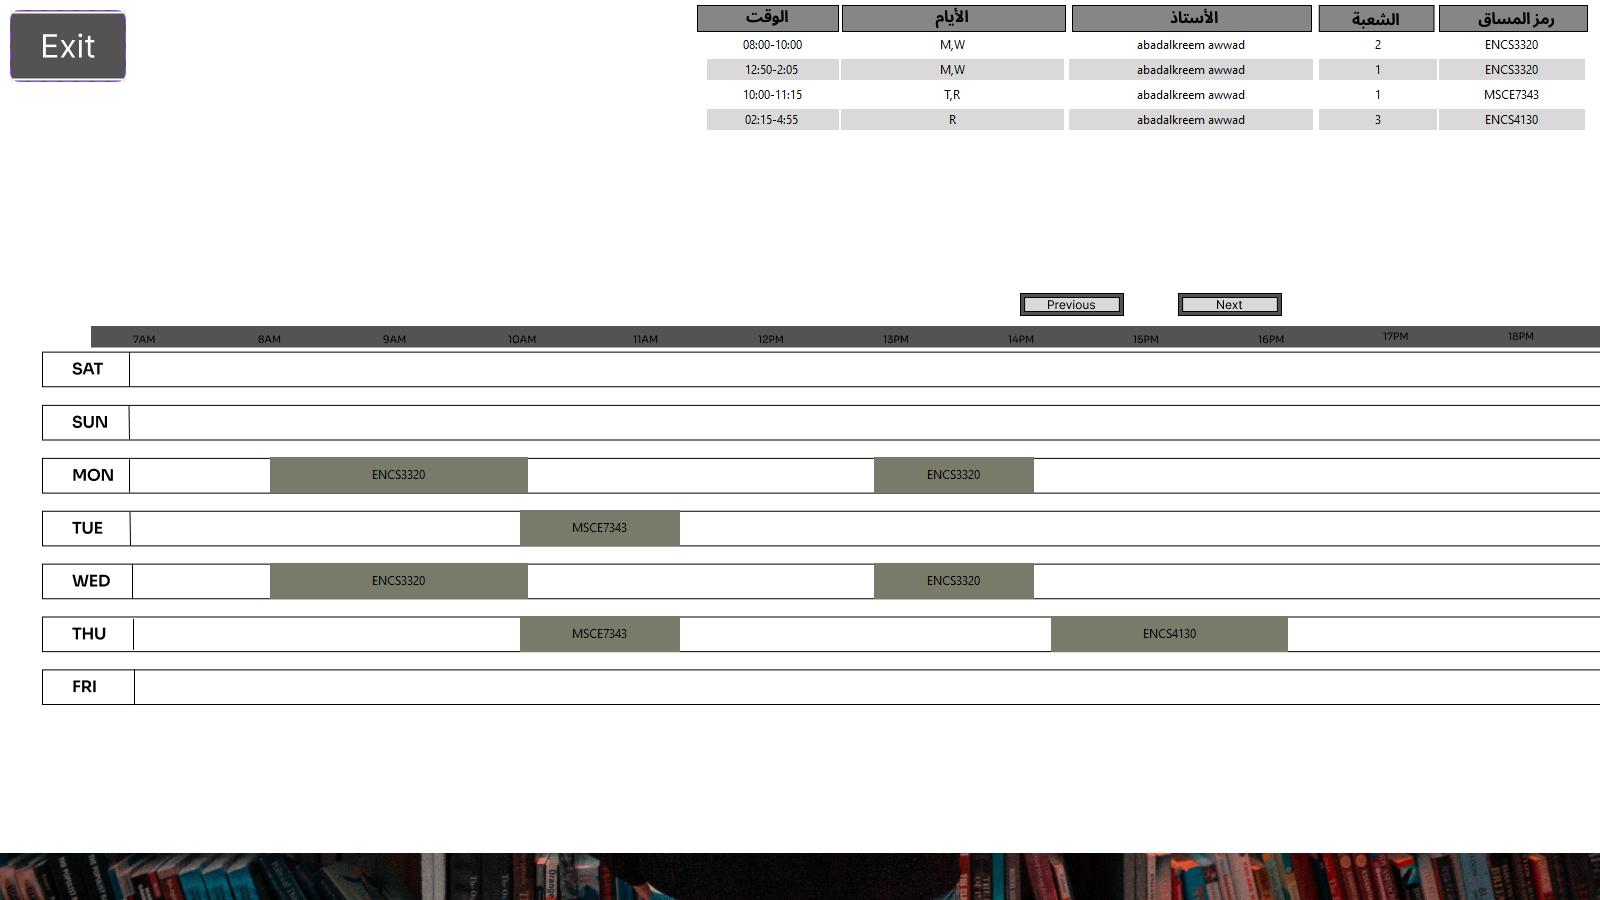 Exit
رمز المساق الشعبة الأستاذ الأيام الوقت
ENCS3320 2 abadalkreem awwad M,W 08:00-10:00
ENCS3320 1 abadalkreem awwad M,W 12:50-2:05
MSCE7343 1 abadalkreem awwad T,R 10:00-11:15
ENCS4130 3 abadalkreem awwad R 02:15-4:55
Previous Next
7AM 8AM 9AM 10AM 11AM 12PM 13PM 14PM 15PM 16PM 17PM 18PM
SAT
SUN
MON ENCS3320 ENCS3320
TUE MSCE7343
WED ENCS3320 ENCS3320
THU MSCE7343 ENCS4130
FRI